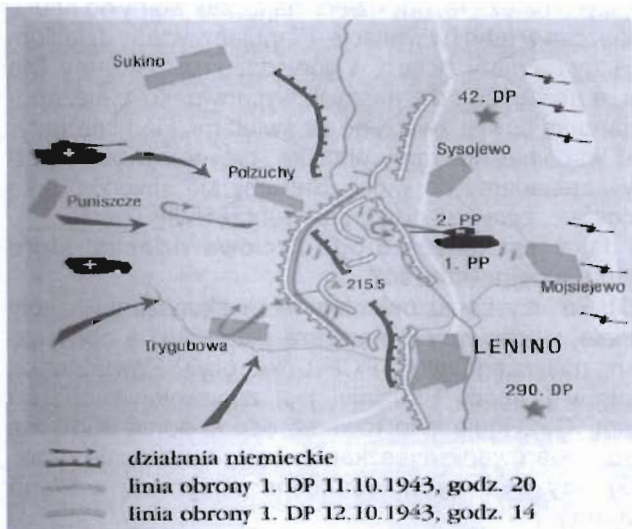 Sukino
42. DP
Sysojewo
Połzuchy
Puniszcze
2. PP
1. PP
215.5
Mojsiejewo
Trygubowa
LENINO
290. DP
działania niemieckie
linia obrony 1. DP 11.10.1943, godz. 20
linia obrony 1. DP 12.10.1943, godz. 14